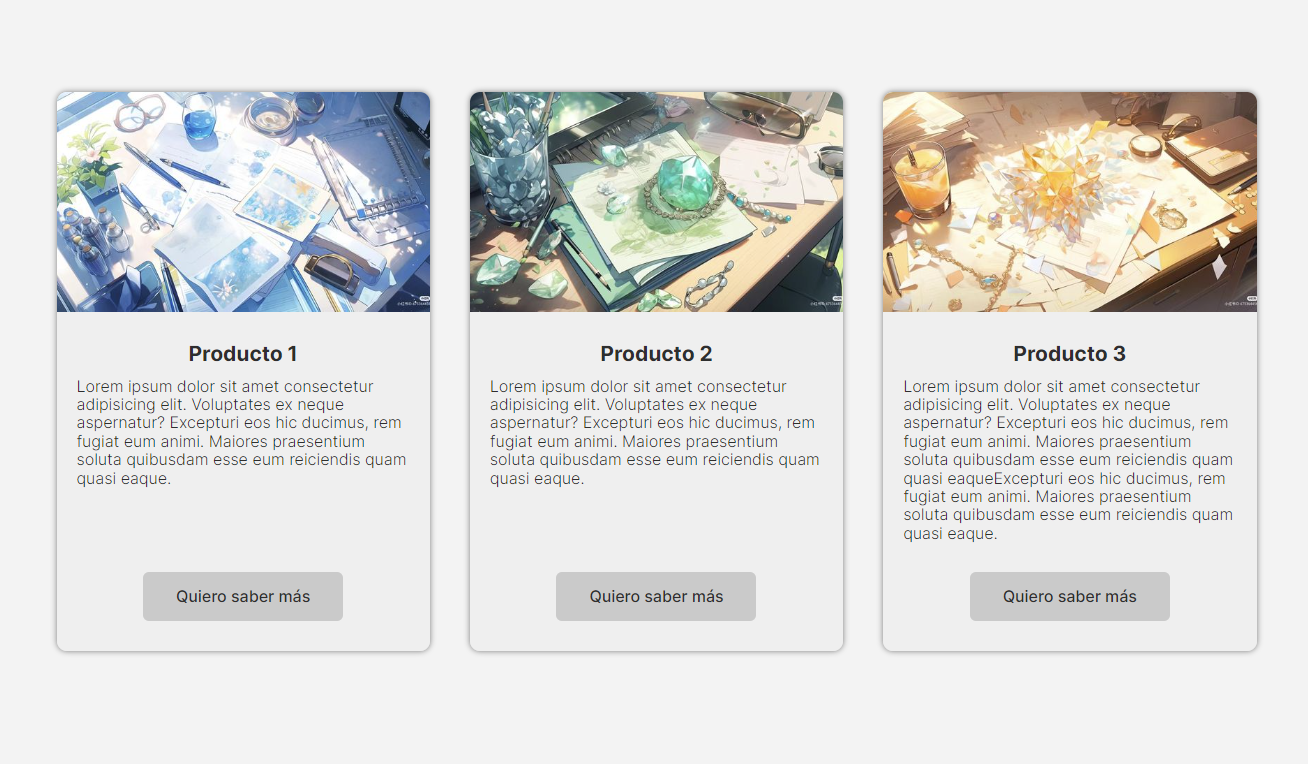 Producto 1
Lorem ipsum dolor sit amet consectetur
adipisicing elit. Voluptates ex neque
aspernatur? Excepturi eos hic ducimus, rem
fugiat eum animi. Maiores praesentium
soluta quibusdam esse eum reiciendis quam
quasi eaque.
Quiero saber más
Producto 2
Lorem ipsum dolor sit amet consectetur
adipisicing elit. Voluptates ex neque
aspernatur? Excepturi eos hic ducimus, rem
fugiat eum animi. Maiores praesentium
soluta quibusdam esse eum reiciendis quam
quasi eaque.
Quiero saber más
Producto 3
Lorem ipsum dolor sit amet consectetur
adipisicing elit. Voluptates ex neque
aspernatur? Excepturi eos hic ducimus, rem
fugiat eum animi. Maiores praesentium
soluta quibusdam esse eum reiciendis quam
quasi eaqueExcepturi eos hic ducimus, rem
fugiat eum animi. Maiores praesentium
soluta quibusdam esse eum reiciendis quam
quasi eaque.
Quiero saber más